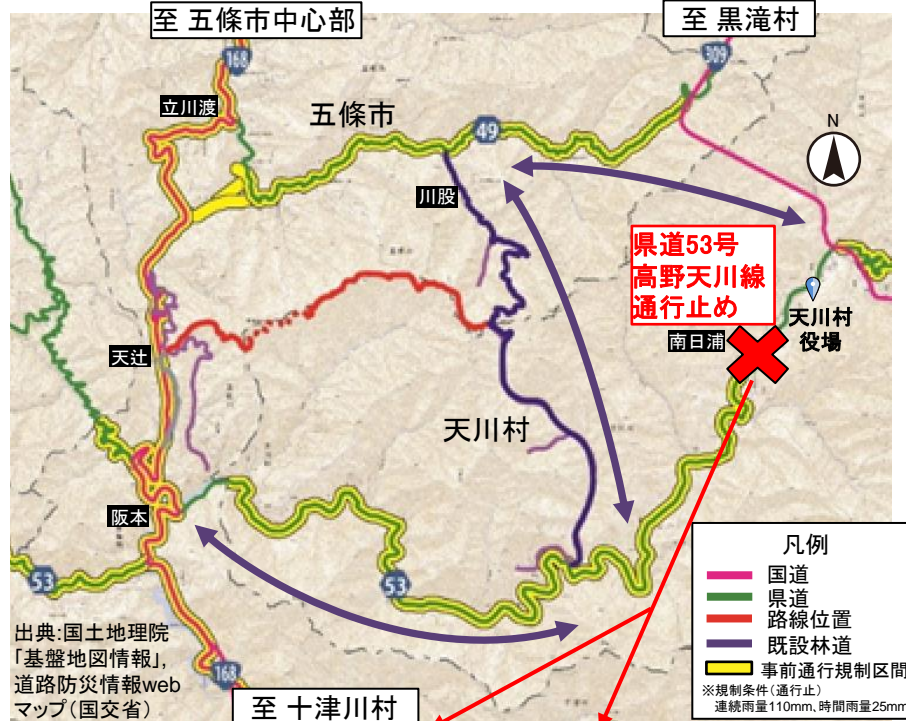 至 五條市中心部
至 黒滝村
168
309
立川渡
五條市
49
N
川股
県道53号
高野天川線
通行止め
天川村
役場
南日浦
天辻
天川村
阪本
53
53
凡例
国道
県道
路線位置
既設林道
事前通行規制区間
※規制条件（通行止）
連続雨量110mm、時間雨量25mm
出典:国土地理院
「基盤地図情報」，
道路防災情報web
マップ（国交省）
168
至 十津川村